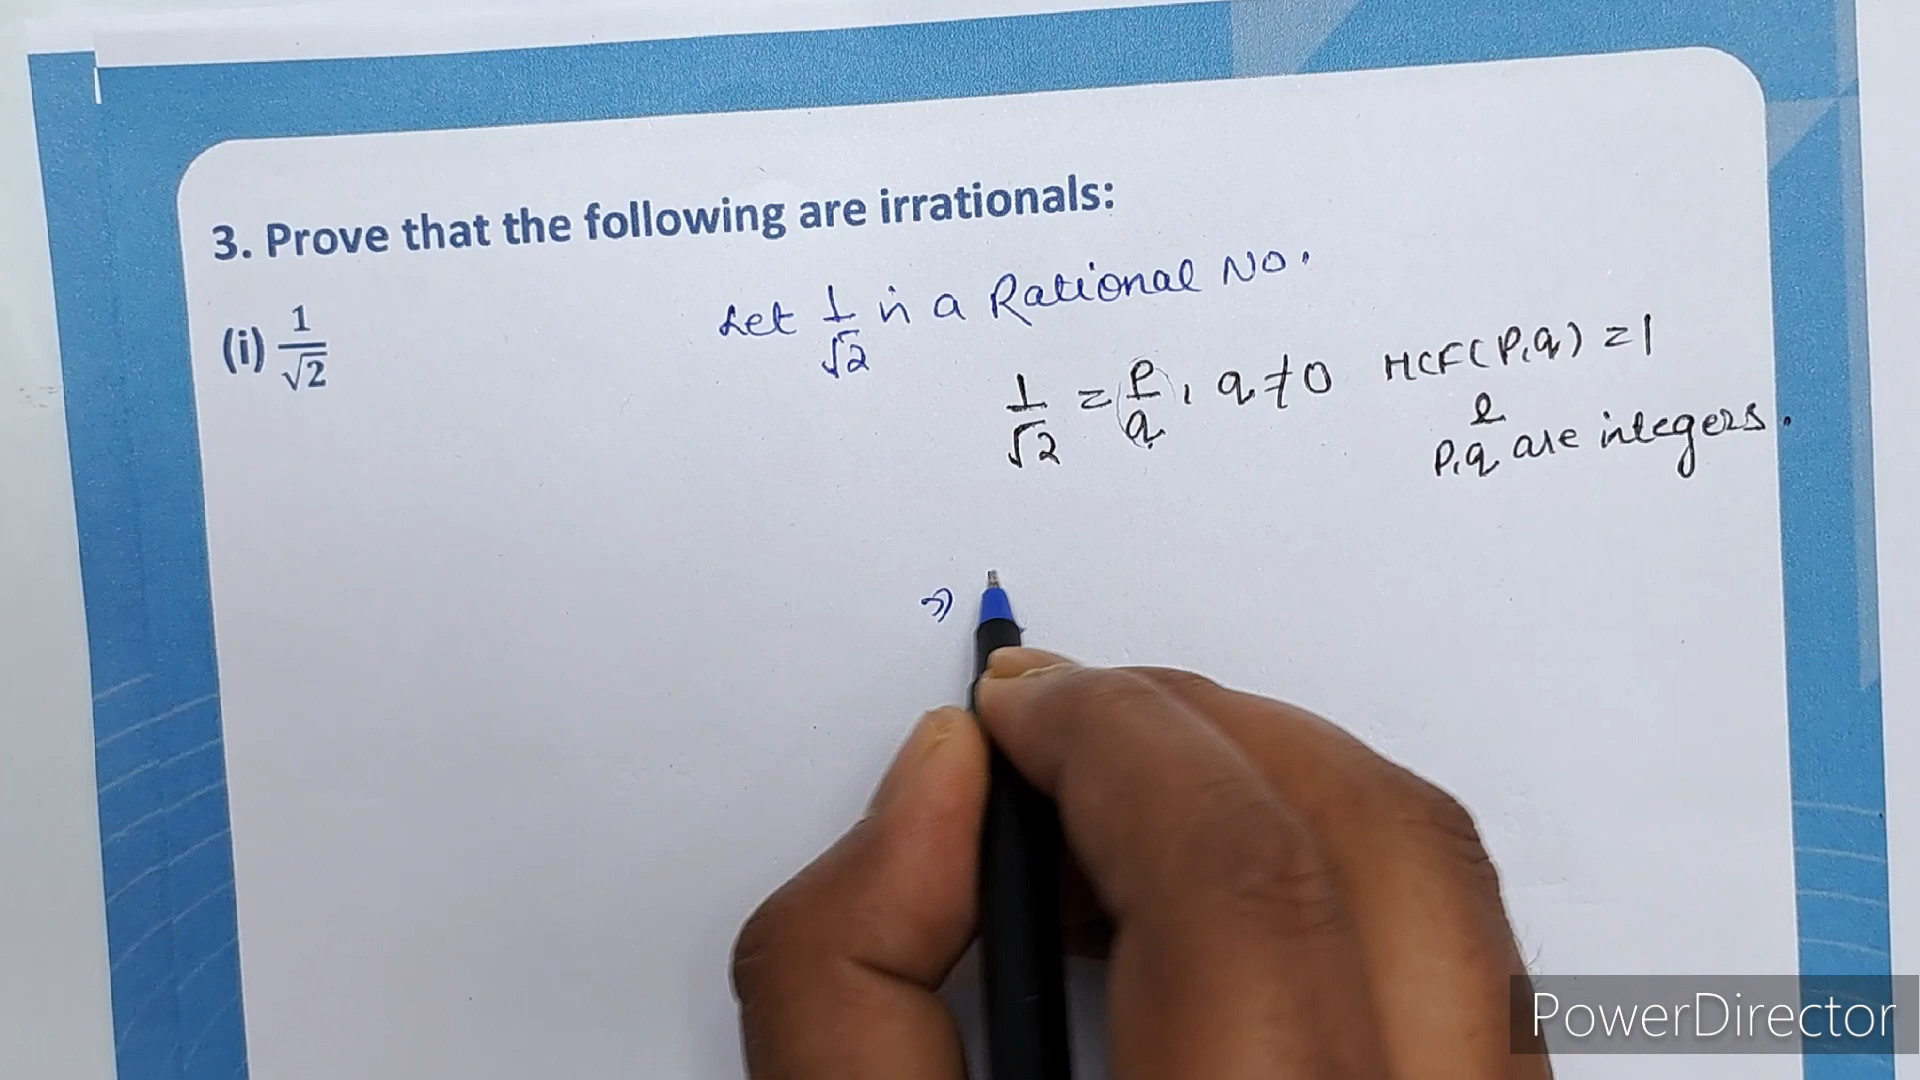 3. Prove that the following are irrationals:
(i) 1/√2
Let 1/√2 is a Rational No.
1/√2 = P/q, q≠0 HCF(P,q) = 1
&
P,q are integers.
⇒
PowerDirector